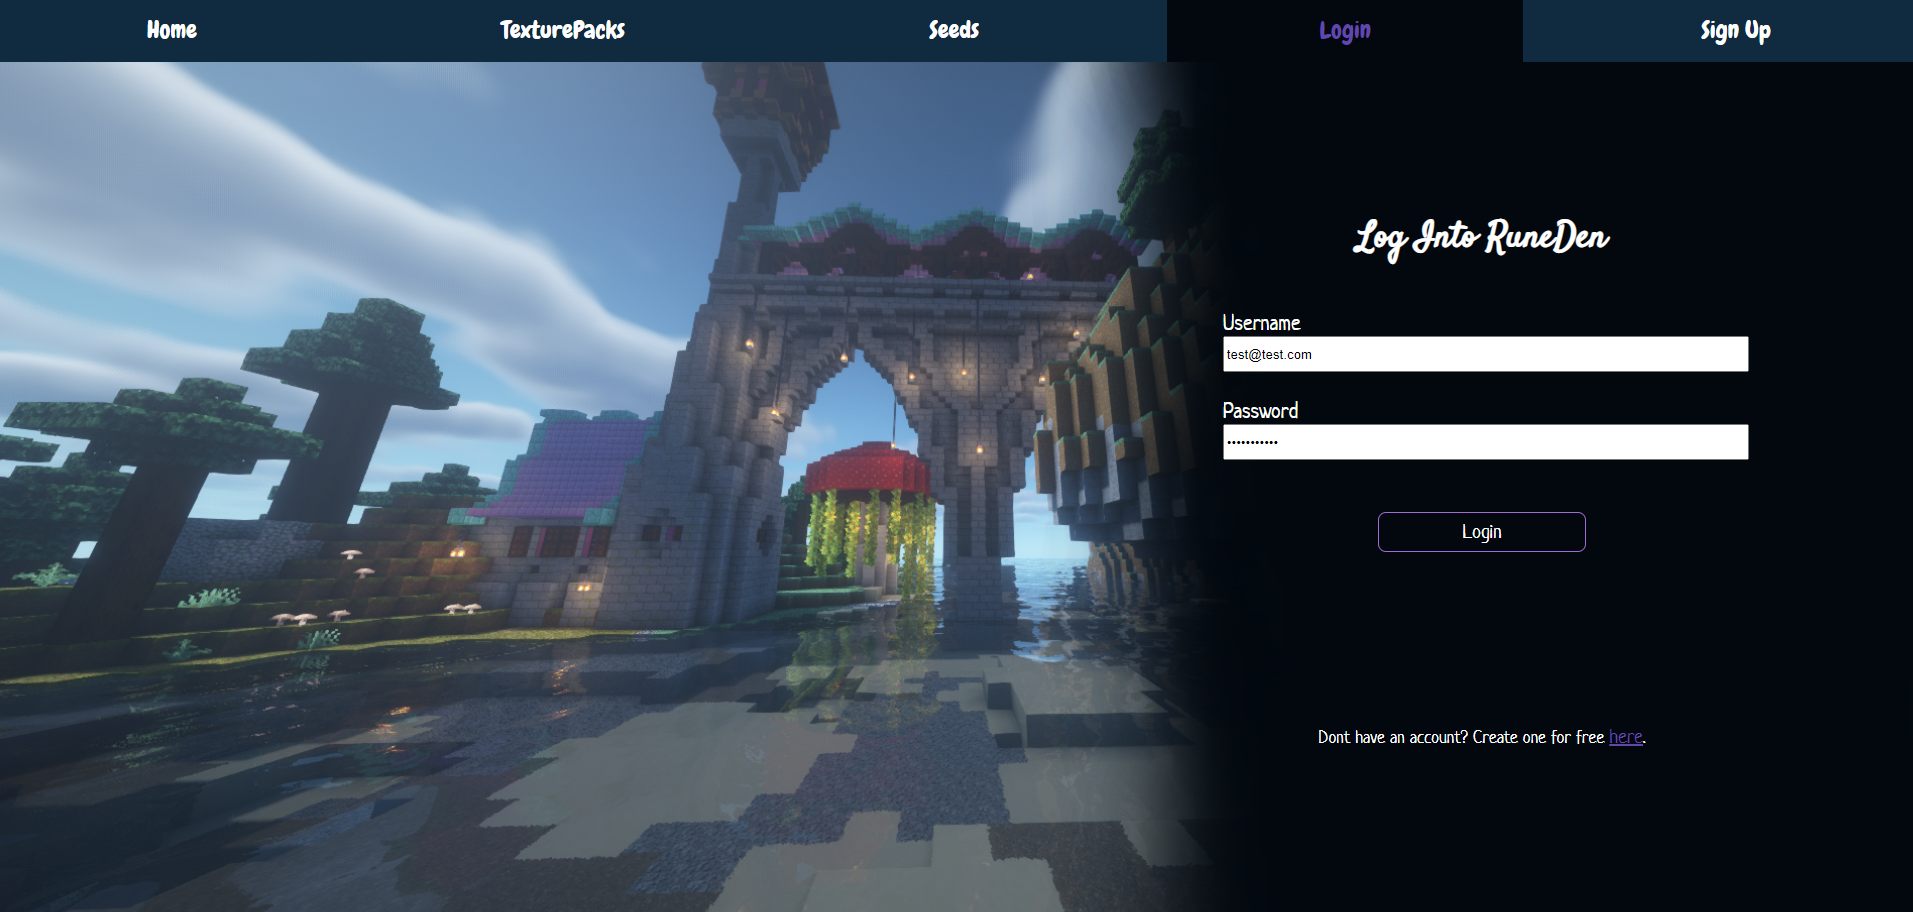 Home TexturePacks Seeds Login Sign Up
Log Into RuneDen
Username
test@test.com
Password
•••••••••••
Login
Dont have an account? Create one for free here.